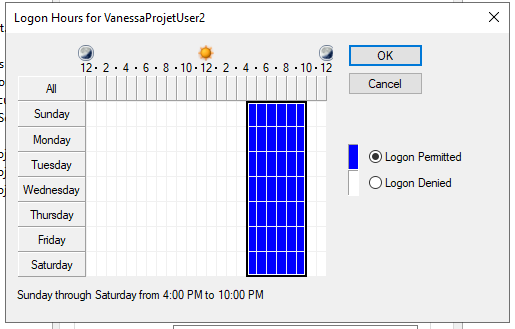 Logon Hours for VanessaProjetUser2
12 · 2 · 4 · 6 · 8 · 10 · 12 · 2 · 4 · 6 · 8 · 10 · 12
OK
Cancel
All
Sunday
Monday
Tuesday
Wednesday
Thursday
Friday
Saturday
Logon Permitted
Logon Denied
Sunday through Saturday from 4:00 PM to 10:00 PM